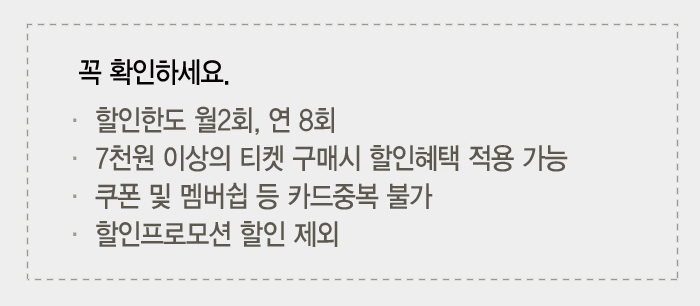 꼭 확인하세요.
· 할인한도 월2회, 연 8회
· 7천원 이상의 티켓 구매시 할인혜택 적용 가능
· 쿠폰 및 멤버쉽 등 카드중복 불가
· 할인프로모션 할인 제외